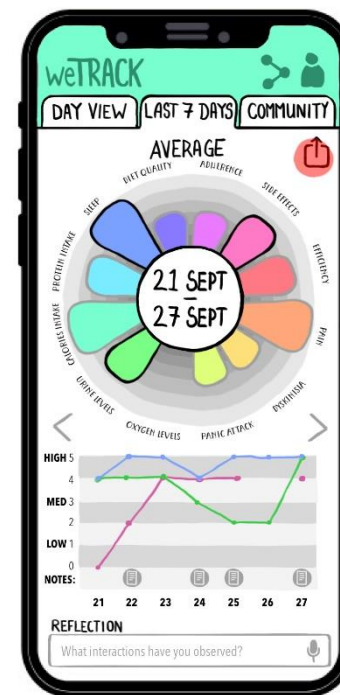 weTRACK
DAY VIEW LAST 7 DAYS COMMUNITY
AVERAGE
DIET QUALITY
ADHERENCE
SLEEP
SIDE EFFECTS
PROTEIN INTAKE
EFFICIENCY
CALORIES INTAKE
PAIN
URINE LEVELS
DYSKINISIA
OXYGEN LEVELS
PANIC ATTACK
21 SEPT
–
27 SEPT
HIGH 5
4
MED 3
2
LOW 1
0
NOTES:
21 22 23 24 25 26 27
REFLECTION
What interactions have you observed?